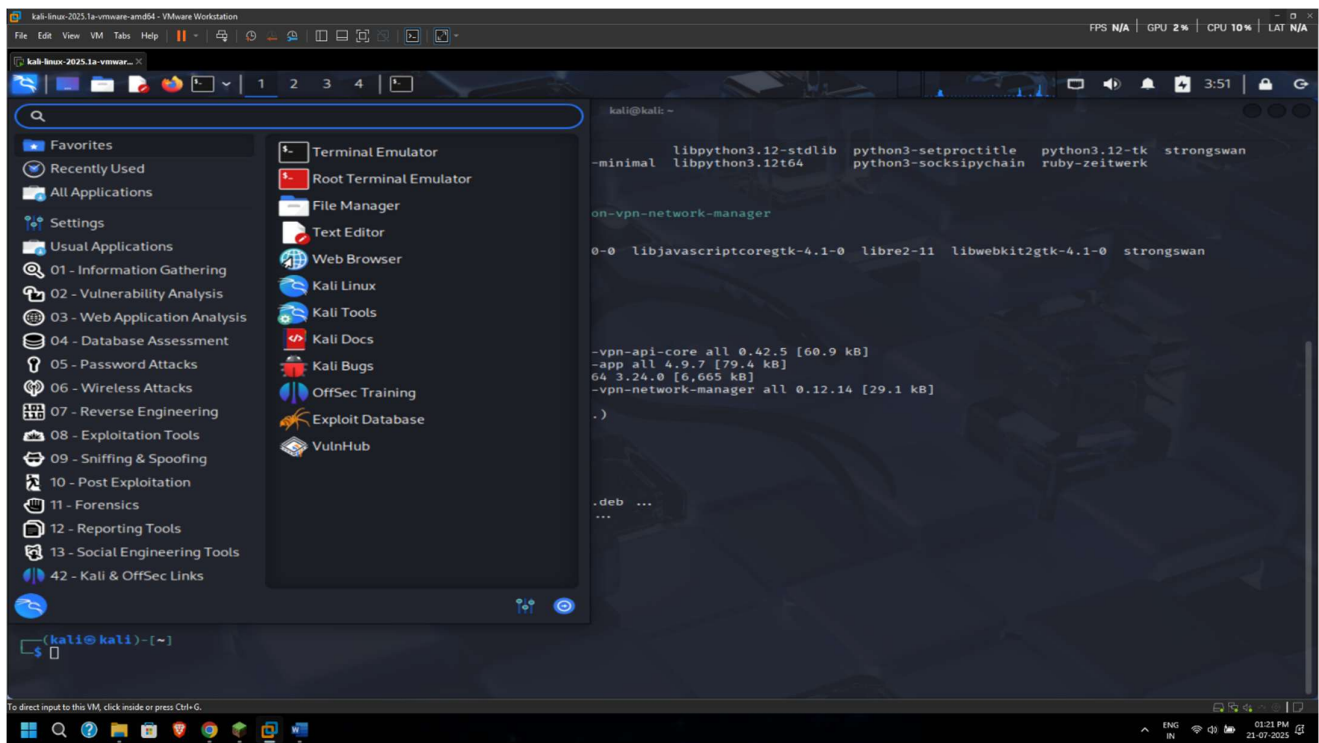 kali-linux-2025.1a-vmware-amd64 - VMware Workstation
FPS N/A | GPU 2% | CPU 10% | LAT N/A
File Edit View VM Tabs Help
kali-linux-2025.1a-vmwar...
1 2 3 4
3:51
kali@kali: ~
Favorites
Recently Used
All Applications
Settings
Usual Applications
01 - Information Gathering
02 - Vulnerability Analysis
03 - Web Application Analysis
04 - Database Assessment
05 - Password Attacks
06 - Wireless Attacks
07 - Reverse Engineering
08 - Exploitation Tools
09 - Sniffing & Spoofing
10 - Post Exploitation
11 - Forensics
12 - Reporting Tools
13 - Social Engineering Tools
42 - Kali & OffSec Links
Terminal Emulator
Root Terminal Emulator
File Manager
Text Editor
Web Browser
Kali Linux
Kali Tools
Kali Docs
Kali Bugs
OffSec Training
Exploit Database
VulnHub
libpython3.12-stdlib python3-setproctitle python3.12-tk strongswan
-minimal libpython3.12t64 python3-socksipychain ruby-zeitwerk
on-vpn-network-manager
0-0 libjavascriptcoregtk-4.1-0 libre2-11 libwebkit2gtk-4.1-0 strongswan
-vpn-api-core all 0.42.5 [60.9 kB]
-app all 4.9.7 [79.4 kB]
64 3.24.0 [6,665 kB]
-vpn-network-manager all 0.12.14 [29.1 kB]
.)
.deb ...
...
(kali㉿kali)-[~]
$
To direct input to this VM, click inside or press Ctrl+G.
ENG
IN
01:21 PM
21-07-2025